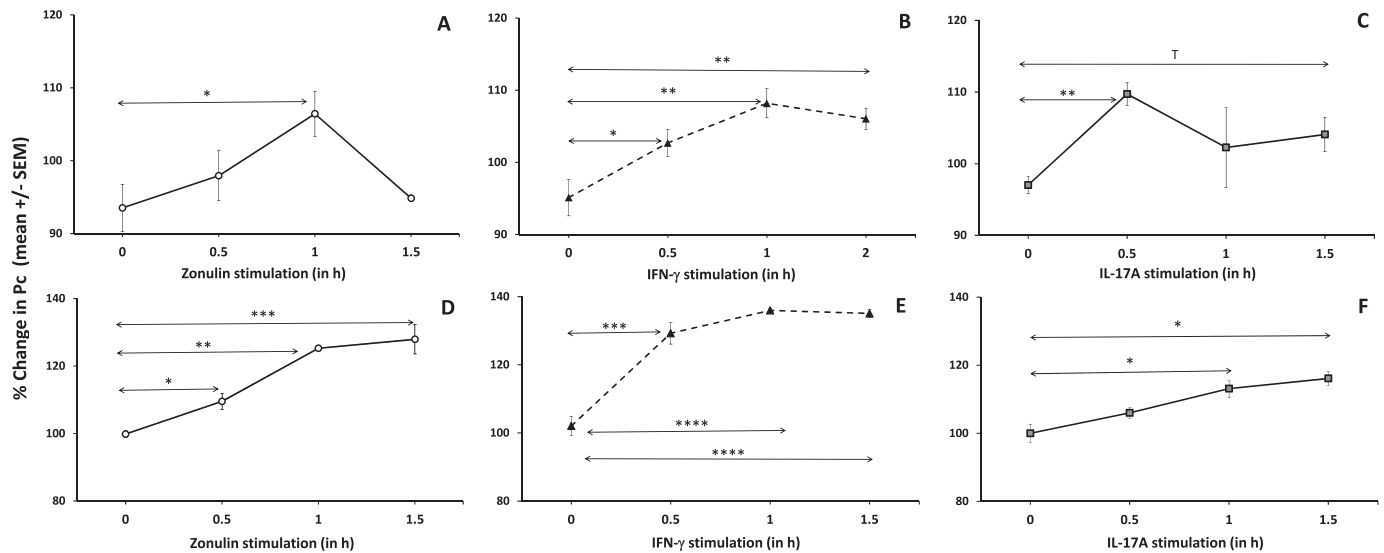 % Change in Pc (mean +/- SEM)
A
120
110
100
90
*
0 0.5 1 1.5
Zonulin stimulation (in h)
B
120
110
100
90
**
**
*
0 0.5 1 2
IFN-γ stimulation (in h)
C
120
110
100
90
T
**
0 0.5 1 1.5
IL-17A stimulation (in h)
D
140
120
100
80
***
**
*
0 0.5 1 1.5
Zonulin stimulation (in h)
E
140
120
100
80
***
****
****
0 0.5 1 1.5
IFN-γ stimulation (in h)
F
140
120
100
80
*
*
0 0.5 1 1.5
IL-17A stimulation (in h)